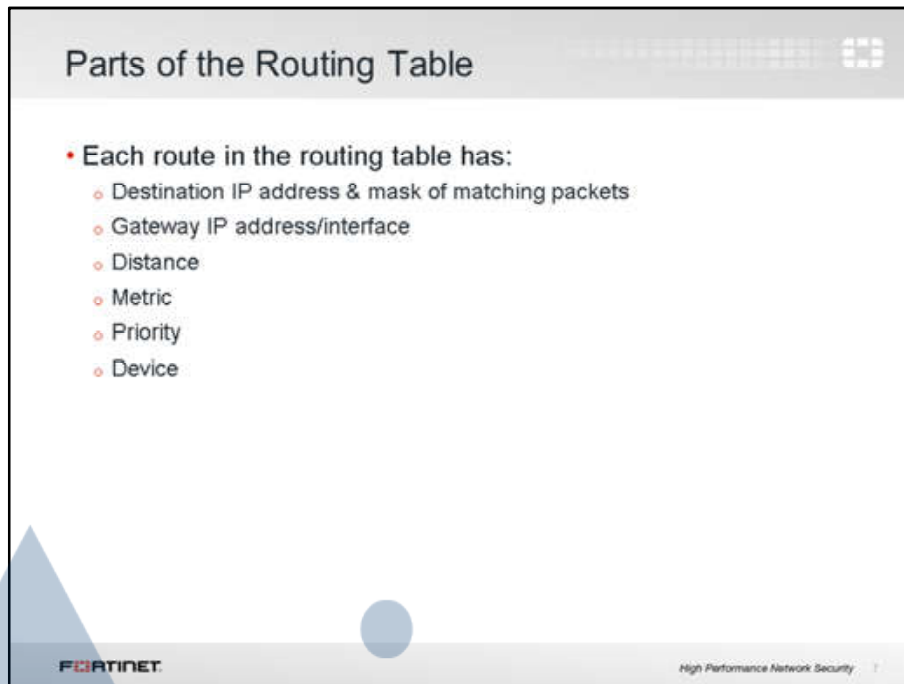 Parts of the Routing Table
• Each route in the routing table has:
o Destination IP address & mask of matching packets
o Gateway IP address/interface
o Distance
o Metric
o Priority
o Device
FORTINET
High Performance Network Security 7